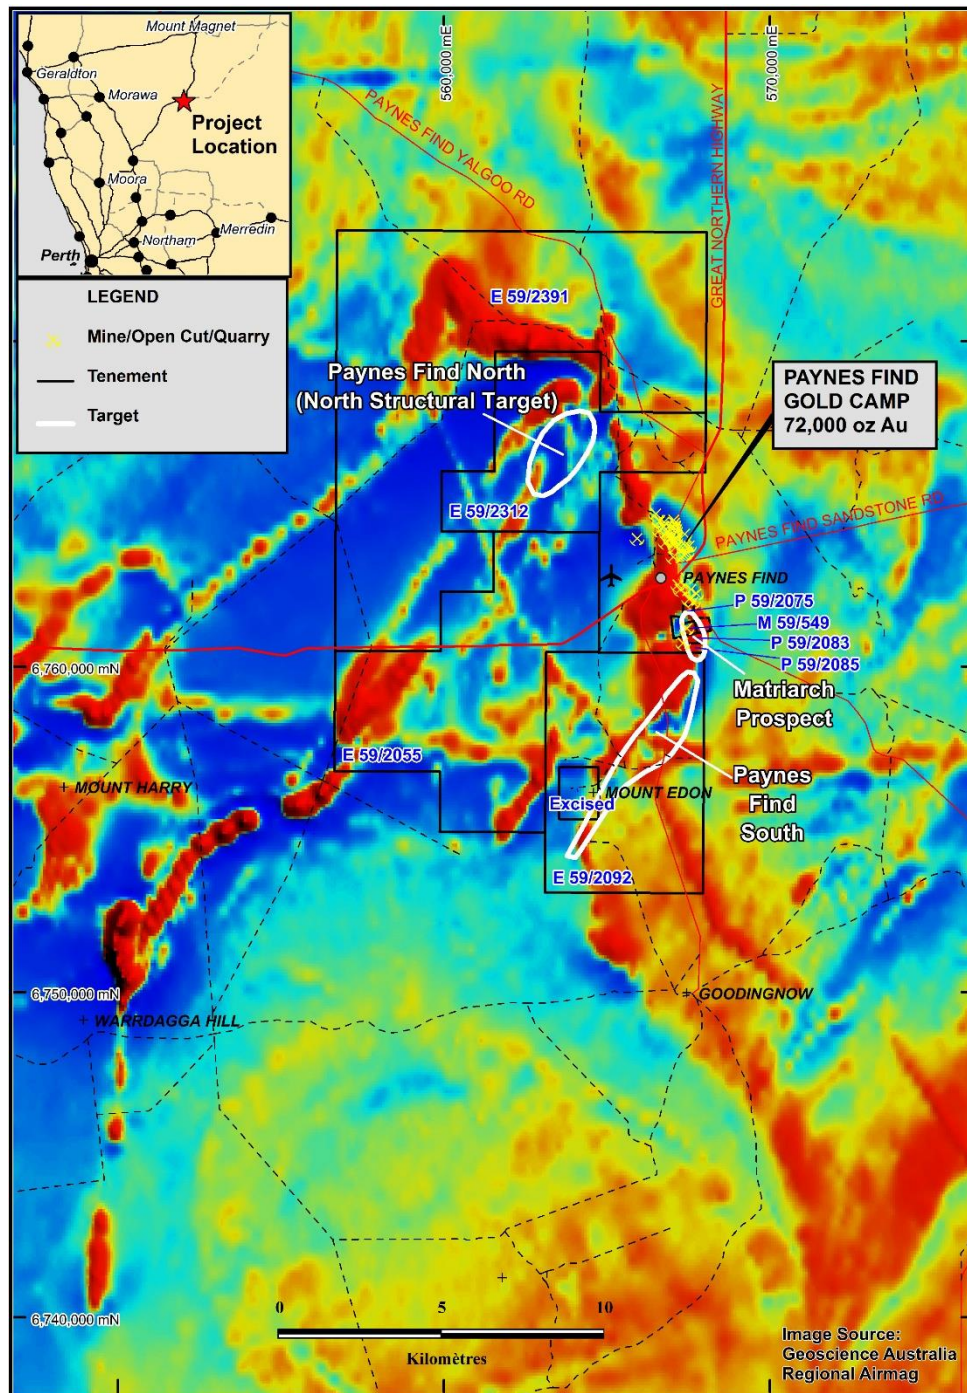 Mount Magnet
Geraldton
Morawa
Project
Location
Moora
Merredin
Northam
Perth
LEGEND
Mine/Open Cut/Quarry
Tenement
Target
560,000 mE
570,000 mE
PAYNES FIND YALGOO RD
GREAT NORTHERN HIGHWAY
E 59/2391
Paynes Find North
(North Structural Target)
PAYNES FIND
GOLD CAMP
72,000 oz Au
E 59/2312
PAYNES FIND SANDSTONE RD
PAYNES FIND
P 59/2075
M 59/549
P 59/2083
P 59/2085
6,760,000 mN
Matriarch
Prospect
E 59/2055
MOUNT HARRY
MOUNT EDON
Excised
Paynes
Find
South
E 59/2092
6,750,000 mN
GOODINGNOW
WARRDAGGA HILL
6,740,000 mN
0
5
10
Kilomètres
Image Source:
Geoscience Australia
Regional Airmag